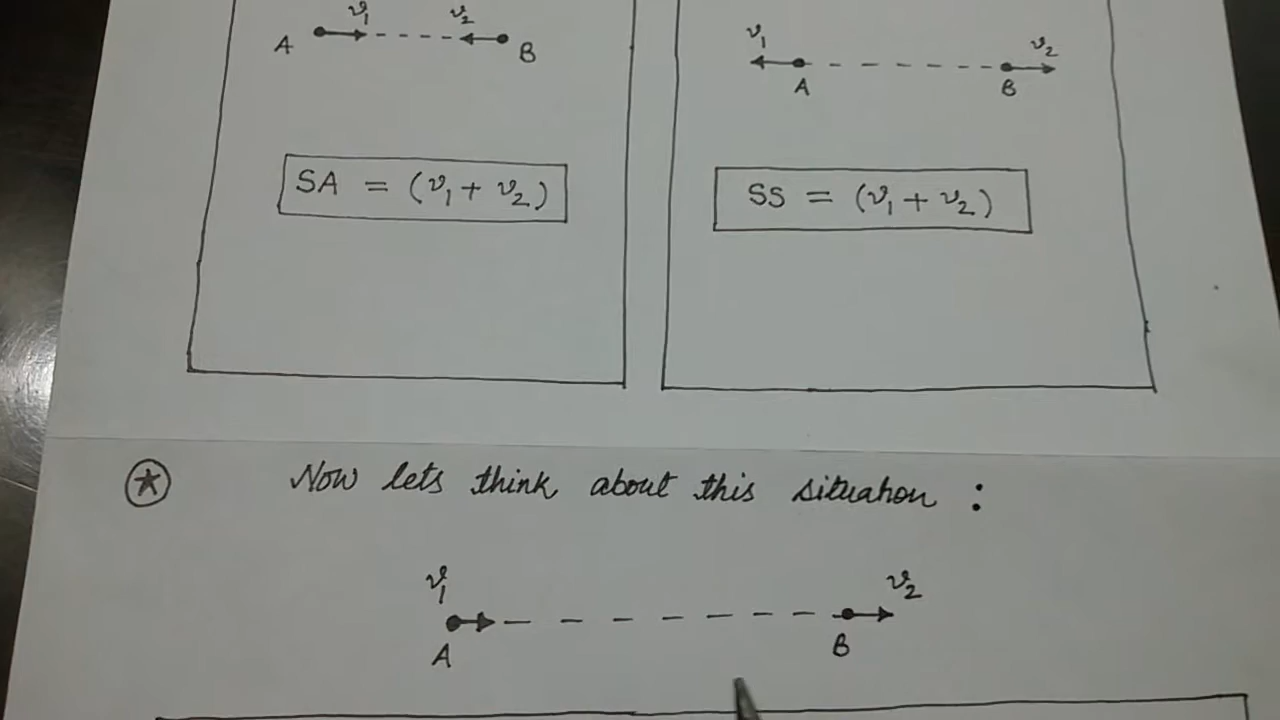 v₁ v₂
A B
SA = (v₁ + v₂)
v₁ v₂
A B
SS = (v₁ + v₂)
Now lets think about this situation :
v₁ v₂
A B